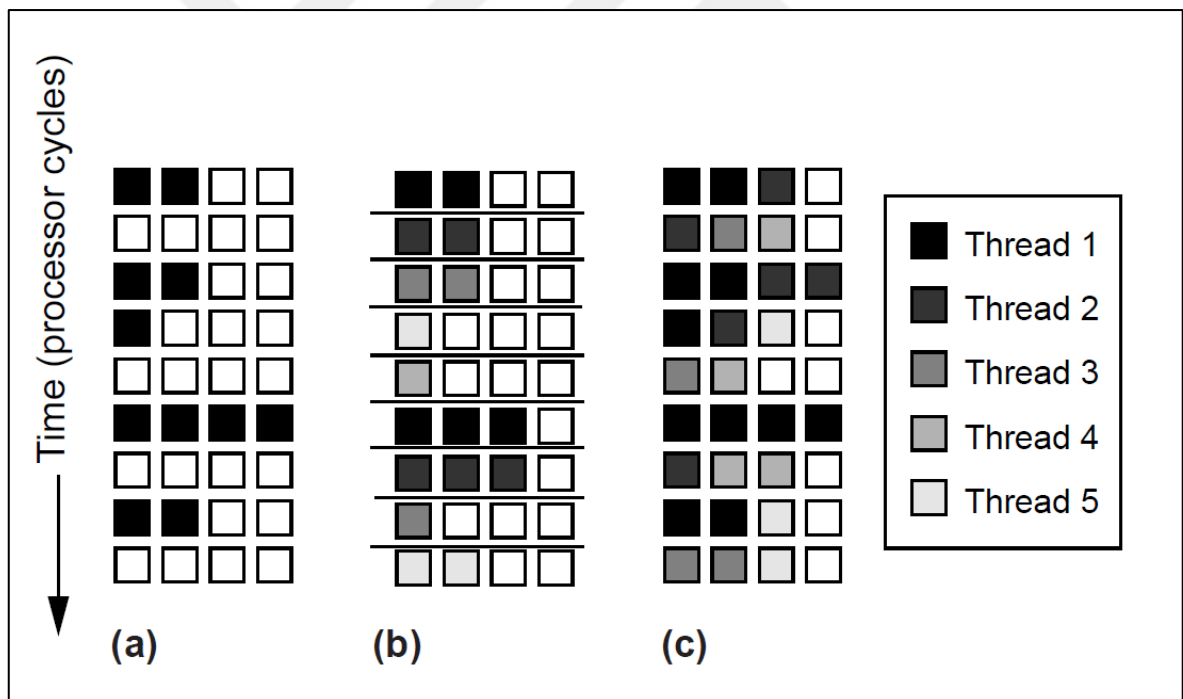 Time (processor cycles)
Thread 1
Thread 2
Thread 3
Thread 4
Thread 5
(a)
(b)
(c)